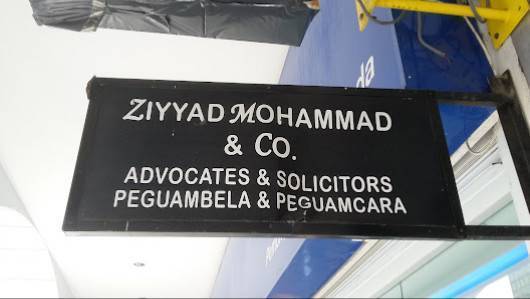 ZIYYAD MOHAMMAD
& CO.
ADVOCATES & SOLICITORS
PEGUAMBELA & PEGUAMCARA